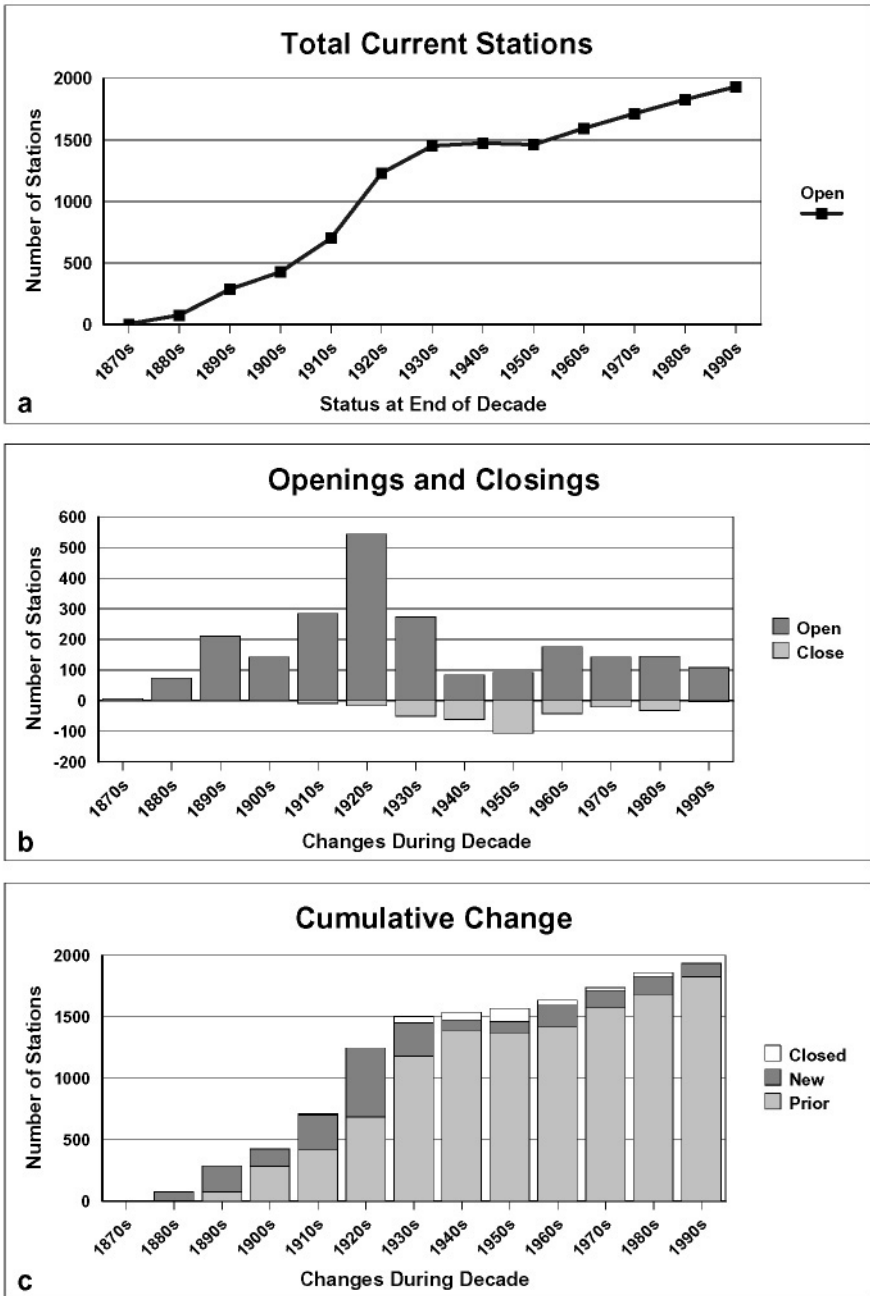 Total Current Stations
2000
1500
1000
500
0
Number of Stations
Open
1870s 1880s 1890s 1900s 1910s 1920s 1930s 1940s 1950s 1960s 1970s 1980s 1990s
Status at End of Decade
a
Openings and Closings
600
500
400
300
200
100
0
-100
-200
Number of Stations
Open
Close
1870s 1880s 1890s 1900s 1910s 1920s 1930s 1940s 1950s 1960s 1970s 1980s 1990s
Changes During Decade
b
Cumulative Change
2000
1500
1000
500
0
Number of Stations
Closed
New
Prior
1870s 1880s 1890s 1900s 1910s 1920s 1930s 1940s 1950s 1960s 1970s 1980s 1990s
Changes During Decade
c